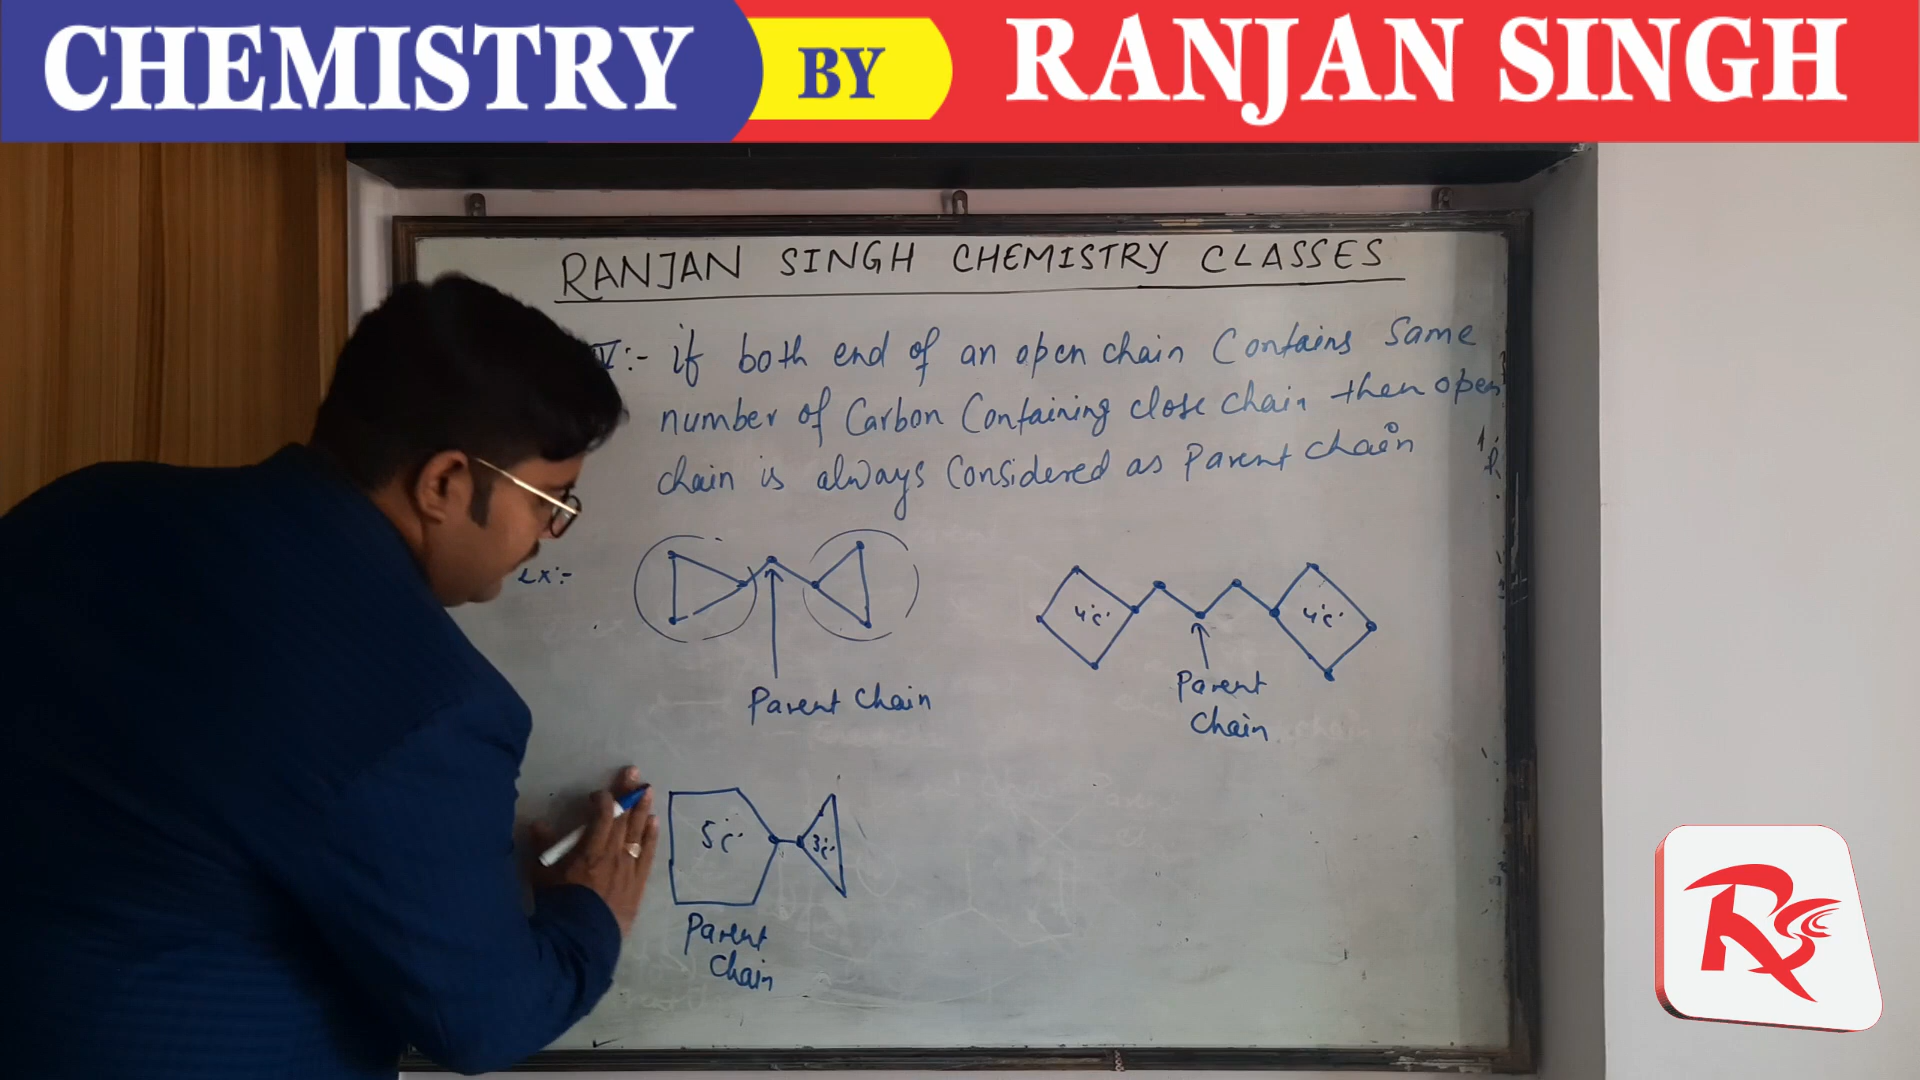 CHEMISTRY BY RANJAN SINGH
RANJAN SINGH CHEMISTRY CLASSES
IV:- if both end of an open chain Contains Same
number of Carbon Containing close chain then open
chain is always Considered as Parent chain
Ex:-
4'c' 4'c'
Parent Chain
Parent
Chain
5'c' 3'c'
Parent
Chain
RSCC